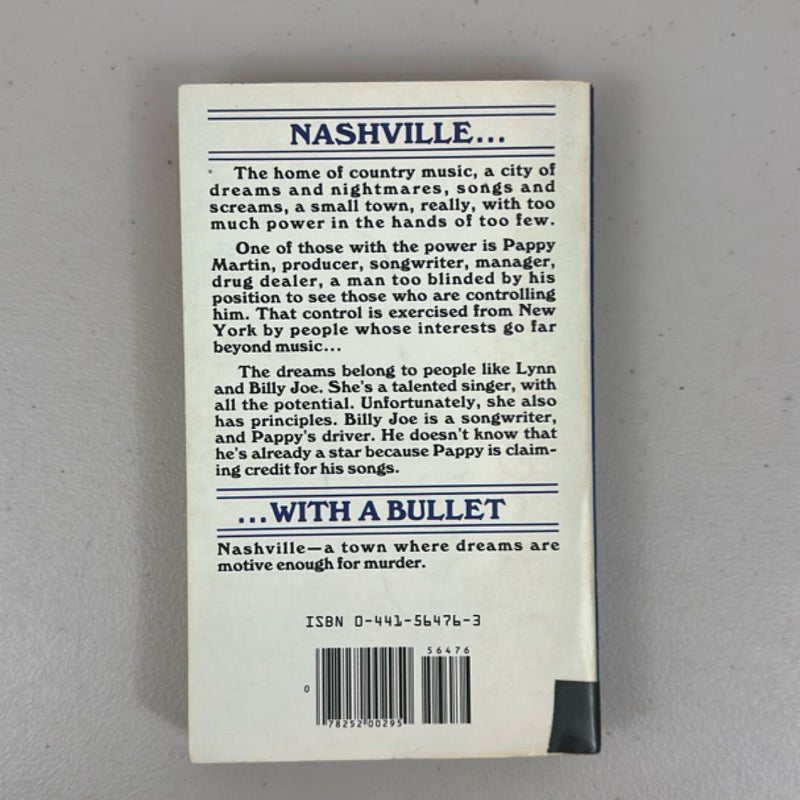 NASHVILLE...
The home of country music, a city of
dreams and nightmares, songs and
screams, a small town, really, with too
much power in the hands of too few.
One of those with the power is Pappy
Martin, producer, songwriter, manager,
drug dealer, a man too blinded by his
position to see those who are controlling
him. That control is exercised from New
York by people whose interests go far
beyond music...
The dreams belong to people like Lynn
and Billy Joe. She's a talented singer, with
all the potential. Unfortunately, she also
has principles. Billy Joe is a songwriter,
and Pappy's driver. He doesn't know that
he's already a star because Pappy is claim-
ing credit for his songs.
...WITH A BULLET
Nashville—a town where dreams are
motive enough for murder.
ISBN 0-441-56476-3
56476
0
78252 00295